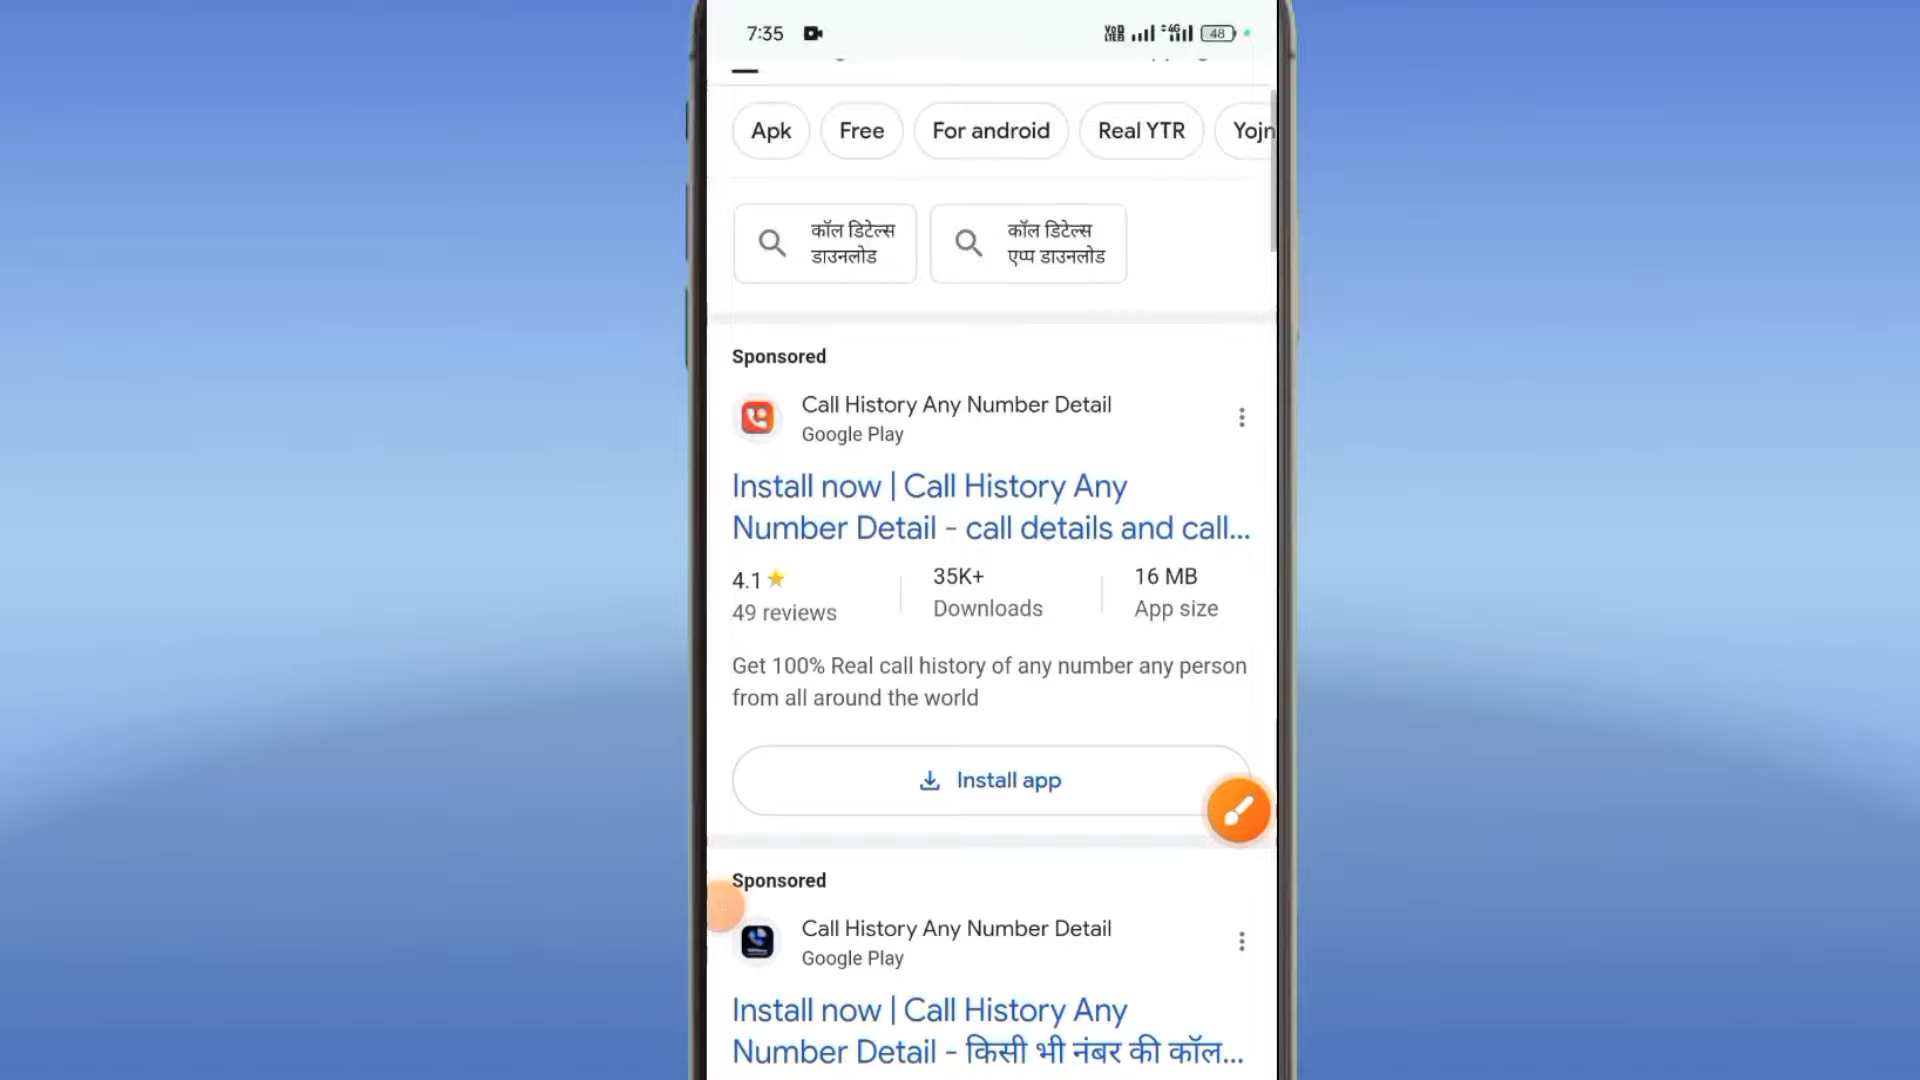 7:35
48
Apk Free For android Real YTR Yojn
कॉल डिटेल्स
डाउनलोड
कॉल डिटेल्स
एप्प डाउनलोड
Sponsored
Call History Any Number Detail
Google Play
Install now | Call History Any
Number Detail - call details and call...
4.1
49 reviews
35K+
Downloads
16 MB
App size
Get 100% Real call history of any number any person
from all around the world
Install app
Sponsored
Call History Any Number Detail
Google Play
Install now | Call History Any
Number Detail - किसी भी नंबर की कॉल...